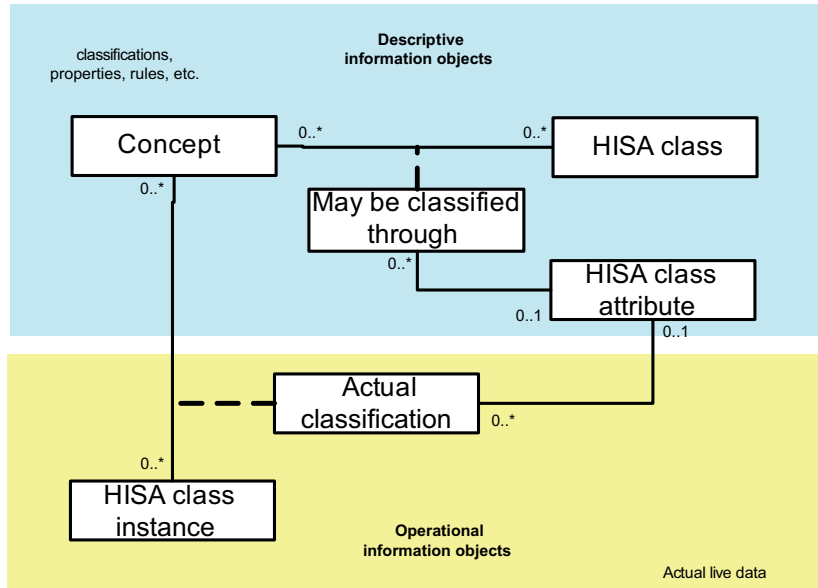 Descriptive
information objects
classifications,
properties, rules, etc.
Concept
0..*
0..*
HISA class
0..*
May be classified
through
0..*
HISA class
attribute
0..1
0..1
Actual
classification
0..*
0..*
HISA class
instance
Operational
information objects
Actual live data